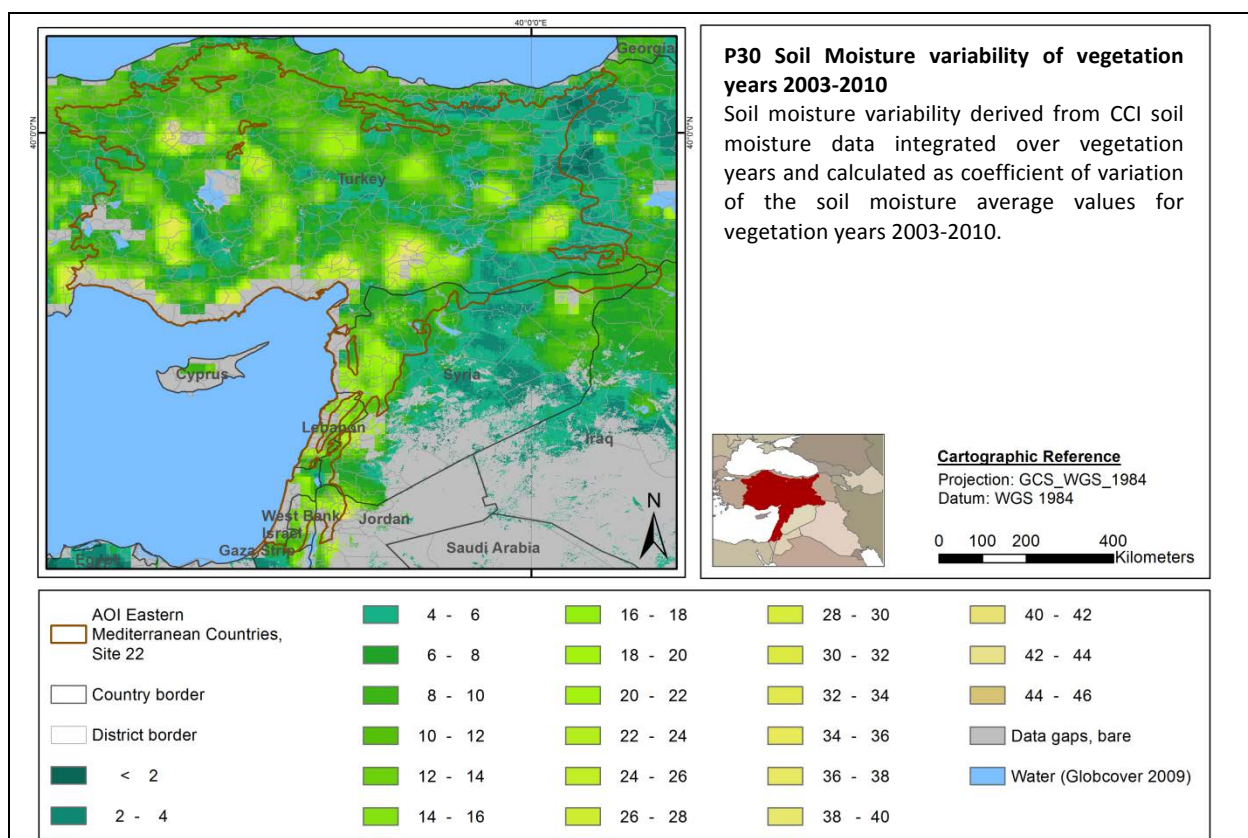 40°0'0"E
Georgia
40°0'0"N
40°0'0"N
Turkey
Cyprus
Syria
Lebanon
Iraq
West Bank
Jordan
Israel
Gaza Strip
Saudi Arabia
N
40°0'0"E
P30 Soil Moisture variability of vegetation
years 2003-2010
Soil moisture variability derived from CCI soil
moisture data integrated over vegetation
years and calculated as coefficient of variation
of the soil moisture average values for
vegetation years 2003-2010.
Cartographic Reference
Projection: GCS_WGS_1984
Datum: WGS 1984
0 100 200 400
Kilometers
AOI Eastern
Mediterranean Countries,
Site 22
Country border
District border
< 2
2 - 4
4 - 6
6 - 8
8 - 10
10 - 12
12 - 14
14 - 16
16 - 18
18 - 20
20 - 22
22 - 24
24 - 26
26 - 28
28 - 30
30 - 32
32 - 34
34 - 36
36 - 38
38 - 40
40 - 42
42 - 44
44 - 46
Data gaps, bare
Water (Globcover 2009)